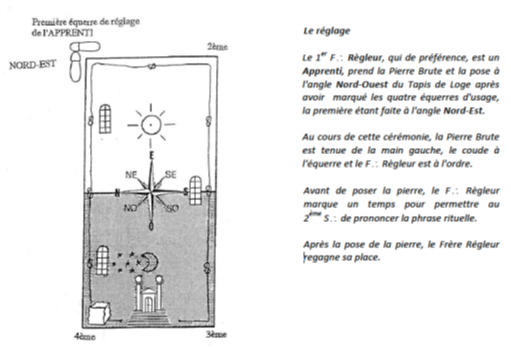 Première équerre de réglage
de l'APPRENTI
NORD-EST
2ème
E
NE
SE
N
S
NO
SO
O
4ème
3ème
Le réglage
Le 1er F.∴ Règleur, qui de préférence, est un
Apprenti, prend la Pierre Brute et la pose à
l'angle Nord-Ouest du Tapis de Loge après
avoir marqué les quatre équerres d'usage,
la première étant faite à l'angle Nord-Est.
Au cours de cette cérémonie, la Pierre Brute
est tenue de la main gauche, le coude à
l'équerre et le F.∴ Règleur est à l'ordre.
Avant de poser la pierre, le F.∴ Règleur
marque un temps pour permettre au
2ème S.∴ de prononcer la phrase rituelle.
Après la pose de la pierre, le Frère Régleur
regagne sa place.